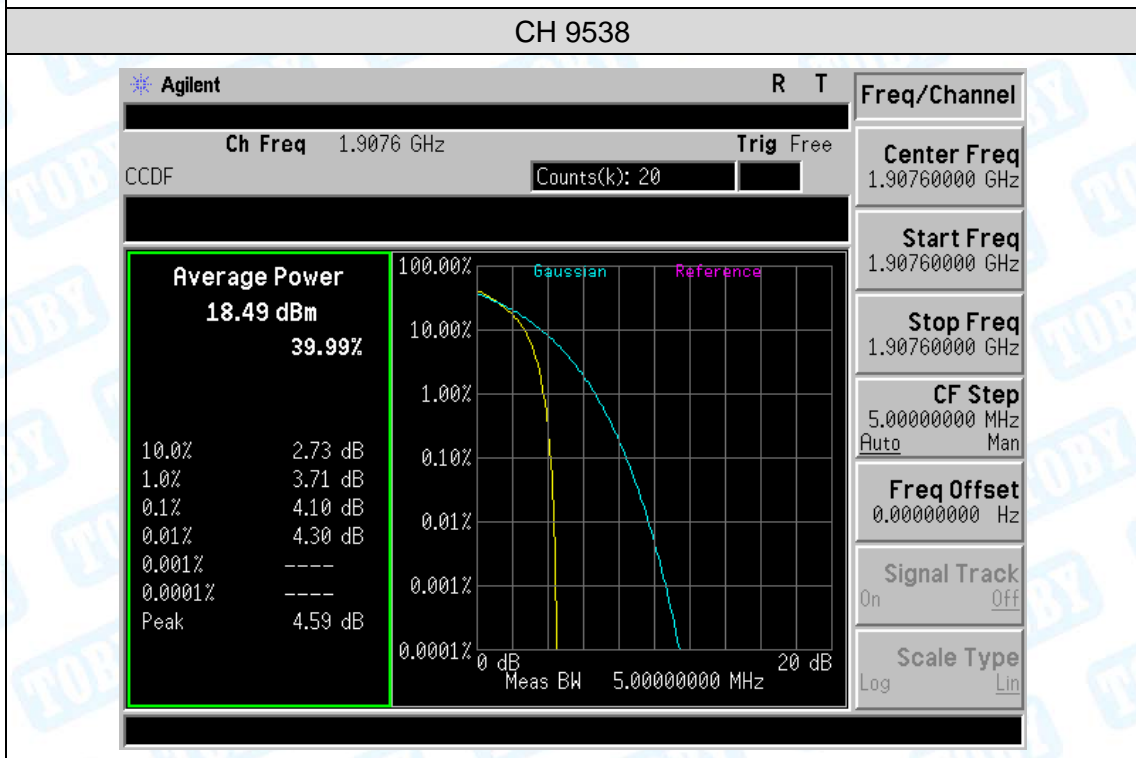 CH 9538
Agilent R T
Ch Freq 1.9076 GHz Trig Free
CCDF Counts(k): 20
Average Power
18.49 dBm
39.99%
10.0% 2.73 dB
1.0% 3.71 dB
0.1% 4.10 dB
0.01% 4.30 dB
0.001% ----
0.0001% ----
Peak 4.59 dB
Gaussian Reference
100.00%
10.00%
1.00%
0.10%
0.01%
0.001%
0.0001%
0 dB 20 dB
Meas BW 5.00000000 MHz
Freq/Channel
Center Freq
1.90760000 GHz
Start Freq
1.90760000 GHz
Stop Freq
1.90760000 GHz
CF Step
5.00000000 MHz
Auto Man
Freq Offset
0.00000000 Hz
Signal Track
On Off
Scale Type
Log Lin
TOBY